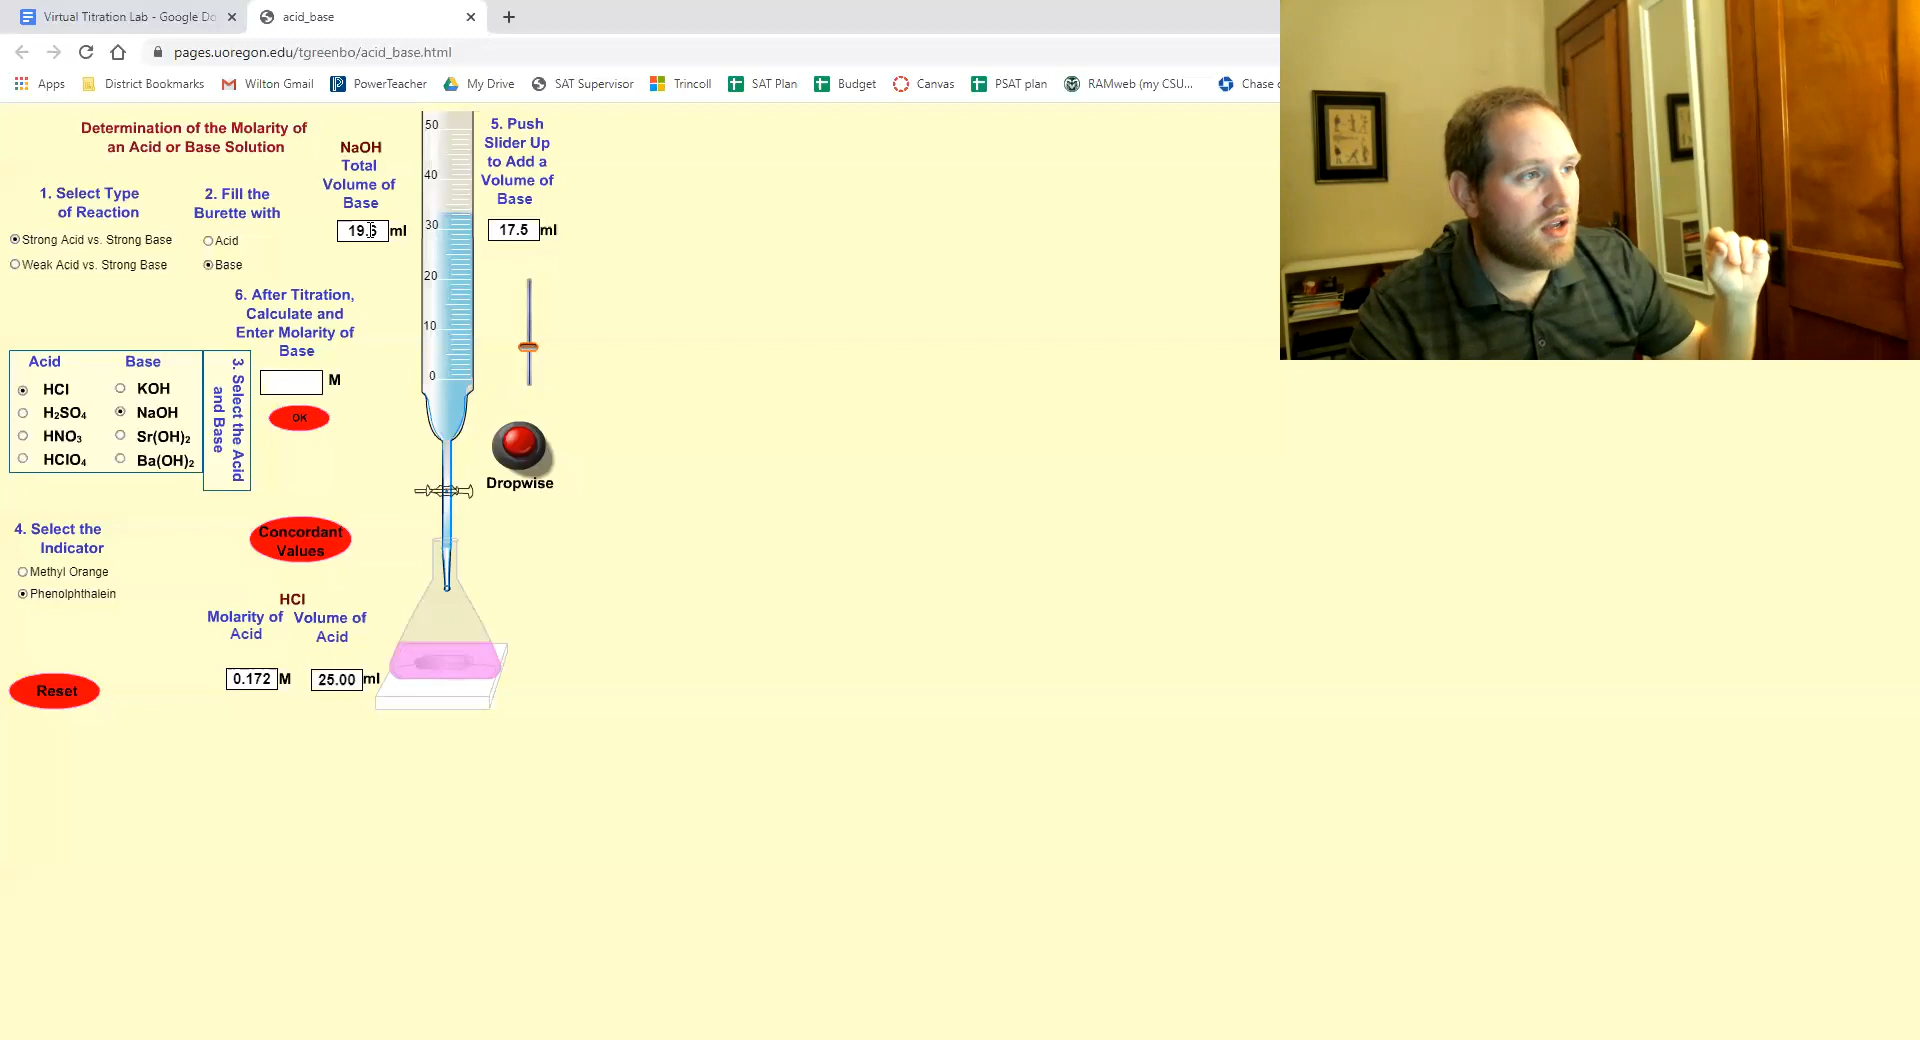 Virtual Titration Lab - Google Do
acid_base
pages.uoregon.edu/tgreenbo/acid_base.html
Apps
District Bookmarks
Wilton Gmail
PowerTeacher
My Drive
SAT Supervisor
Trincoll
SAT Plan
Budget
Canvas
PSAT plan
RAMweb (my CSU...
Chase
Determination of the Molarity of
an Acid or Base Solution
1. Select Type
of Reaction
Strong Acid vs. Strong Base
Weak Acid vs. Strong Base
2. Fill the
Burette with
Acid
Base
NaOH
Total
Volume of
Base
19.6 ml
50
40
30
20
10
0
5. Push
Slider Up
to Add a
Volume of
Base
17.5 ml
6. After Titration,
Calculate and
Enter Molarity of
Base
M
OK
Acid Base
HCl KOH
H₂SO₄ NaOH
HNO₃ Sr(OH)₂
HClO₄ Ba(OH)₂
3. Select the Acid
and Base
Dropwise
4. Select the
Indicator
Methyl Orange
Phenolphthalein
Concordant
Values
HCl
Molarity of
Acid
Volume of
Acid
0.172 M
25.00 ml
Reset